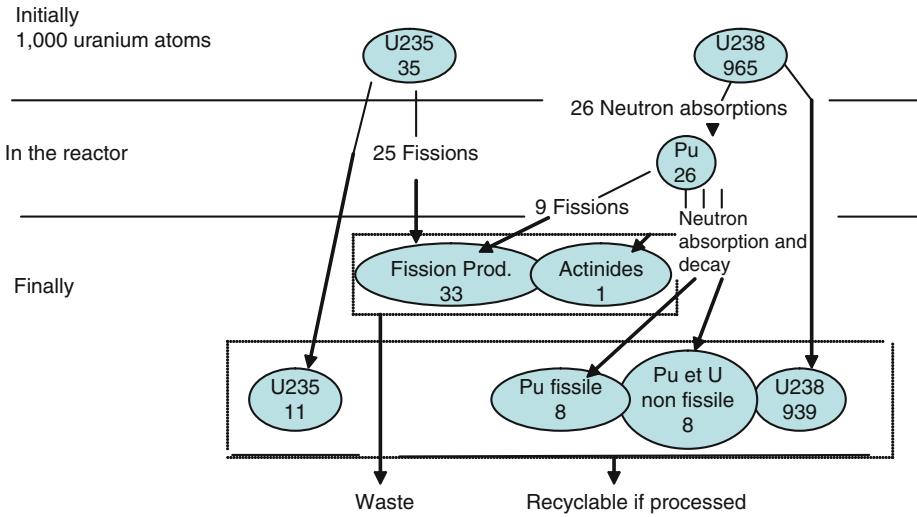 Initially
1,000 uranium atoms
U235
35
U238
965
26 Neutron absorptions
In the reactor
25 Fissions
Pu
26
9 Fissions
Neutron
absorption and
decay
Finally
Fission Prod.
33
Actinides
1
U235
11
Pu fissile
8
Pu et U
non fissile
8
U238
939
Waste
Recyclable if processed